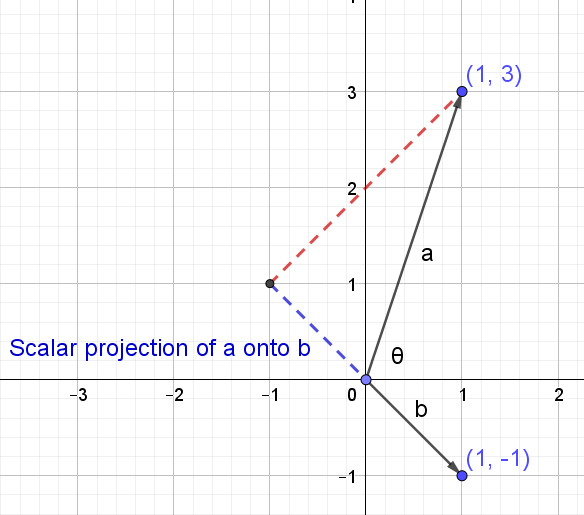 (1, 3)
3
2
a
1
Scalar projection of a onto b
θ
−3 −2 −1 0 1 2
b
(1, -1)
−1